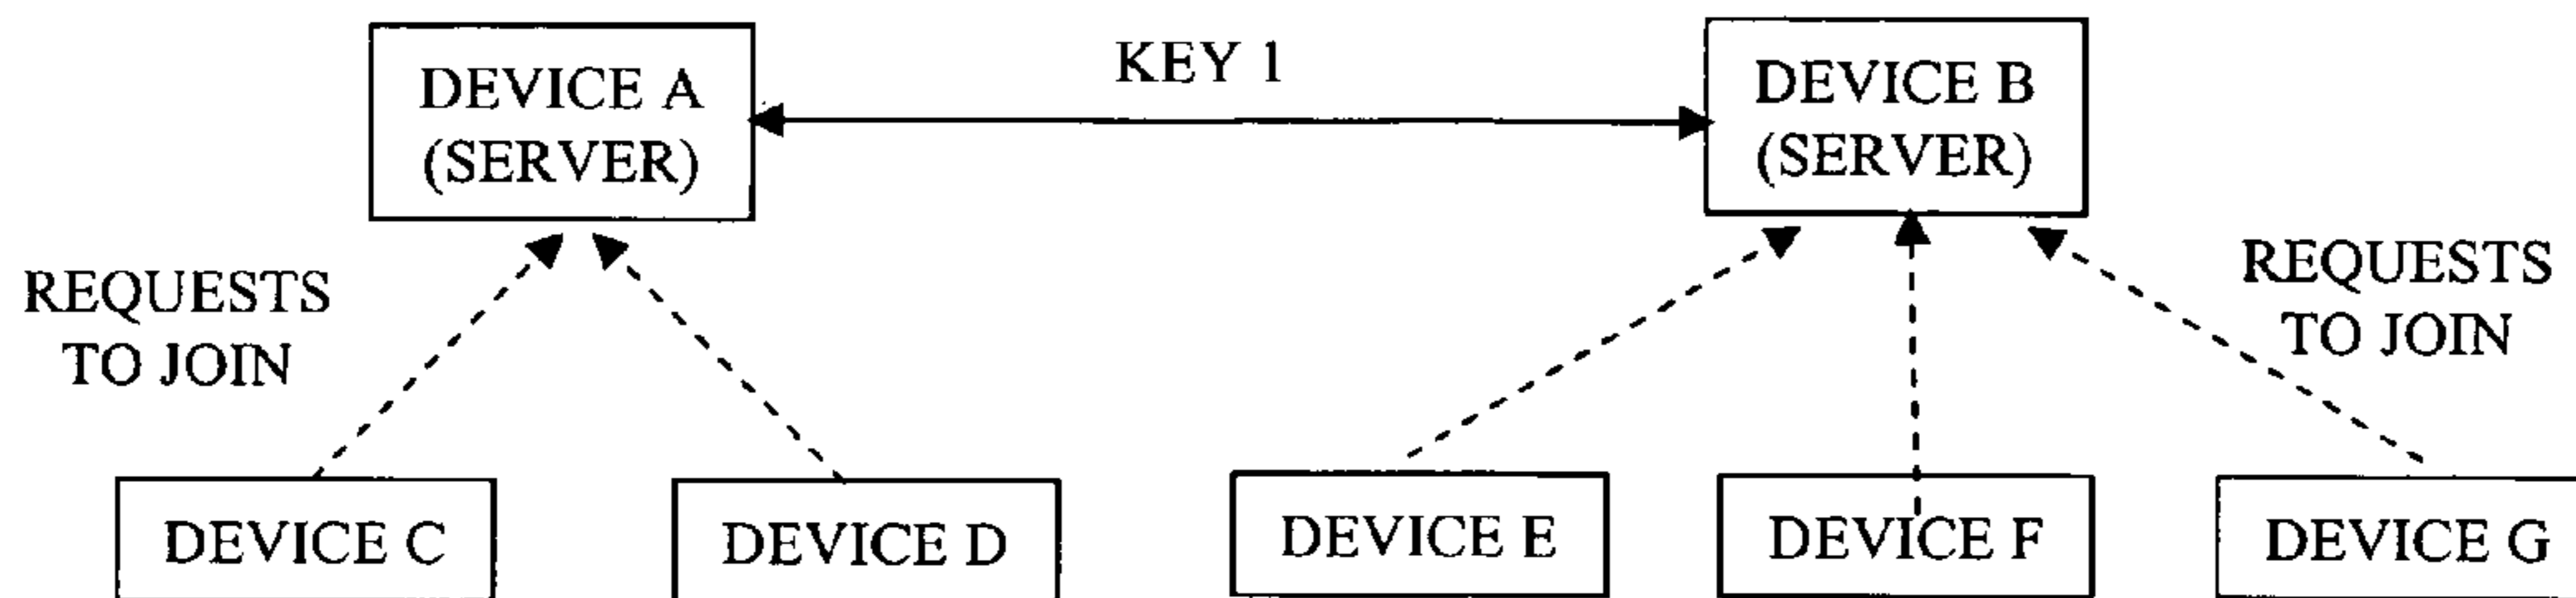 DEVICE A
(SERVER)
KEY 1
DEVICE B
(SERVER)
REQUESTS
TO JOIN
REQUESTS
TO JOIN
DEVICE C
DEVICE D
DEVICE E
DEVICE F
DEVICE G